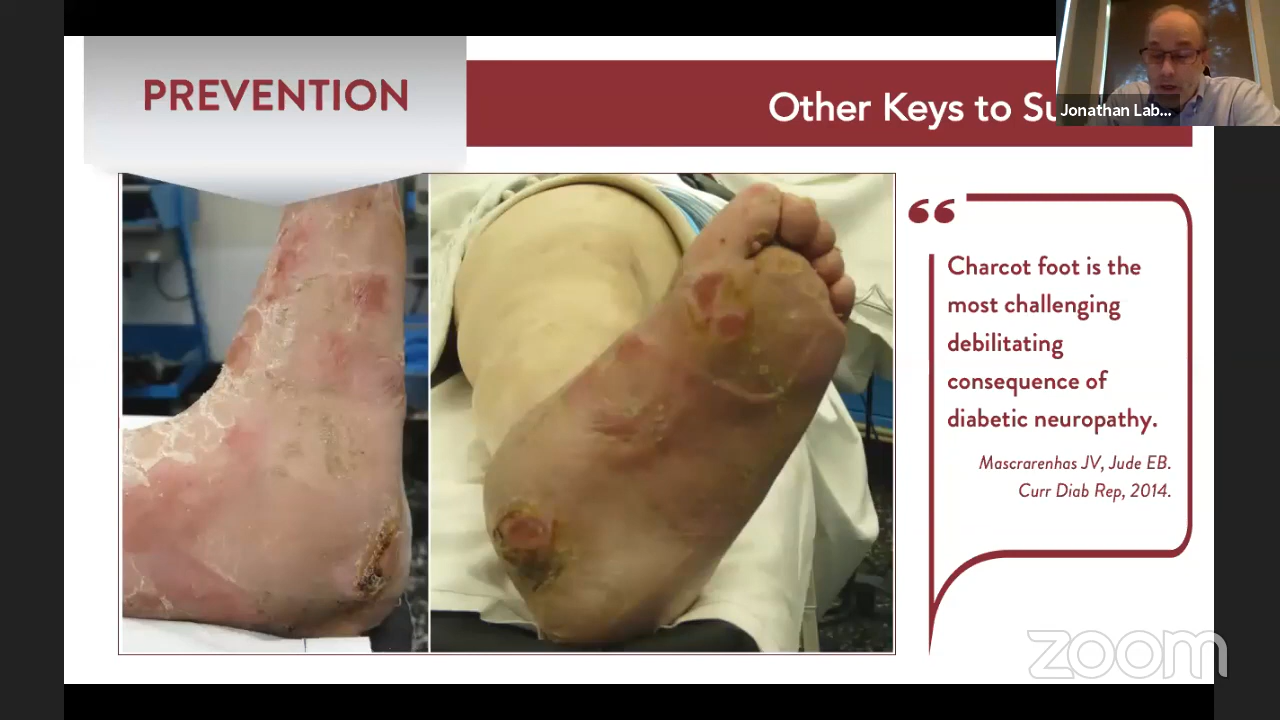 PREVENTION
Other Keys to Su
Jonathan Lab...
“
Charcot foot is the
most challenging
debilitating
consequence of
diabetic neuropathy.
Mascrarenhas JV, Jude EB.
Curr Diab Rep, 2014.
zoom